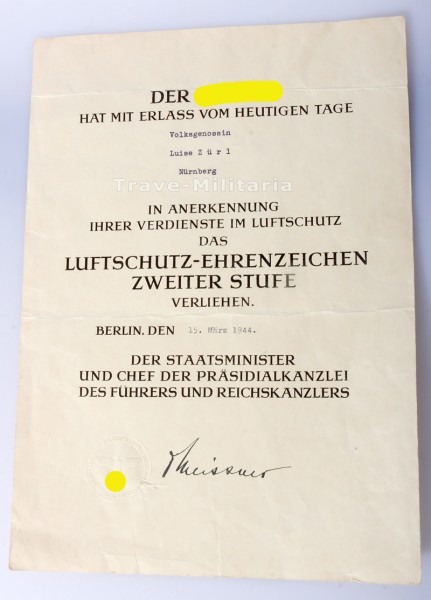 DER
HAT MIT ERLASS VOM HEUTIGEN TAGE
Volksgenossin
Luise Z ü r l
Nürnberg
Trave-Militaria
IN ANERKENNUNG
IHRER VERDIENSTE IM LUFTSCHUTZ
DAS
LUFTSCHUTZ-EHRENZEICHEN
ZWEITER STUFE
VERLIEHEN.
BERLIN, DEN 15. März 1944.
DER STAATSMINISTER
UND CHEF DER PRÄSIDIALKANZLEI
DES FÜHRERS UND REICHSKANZLERS
Meissner